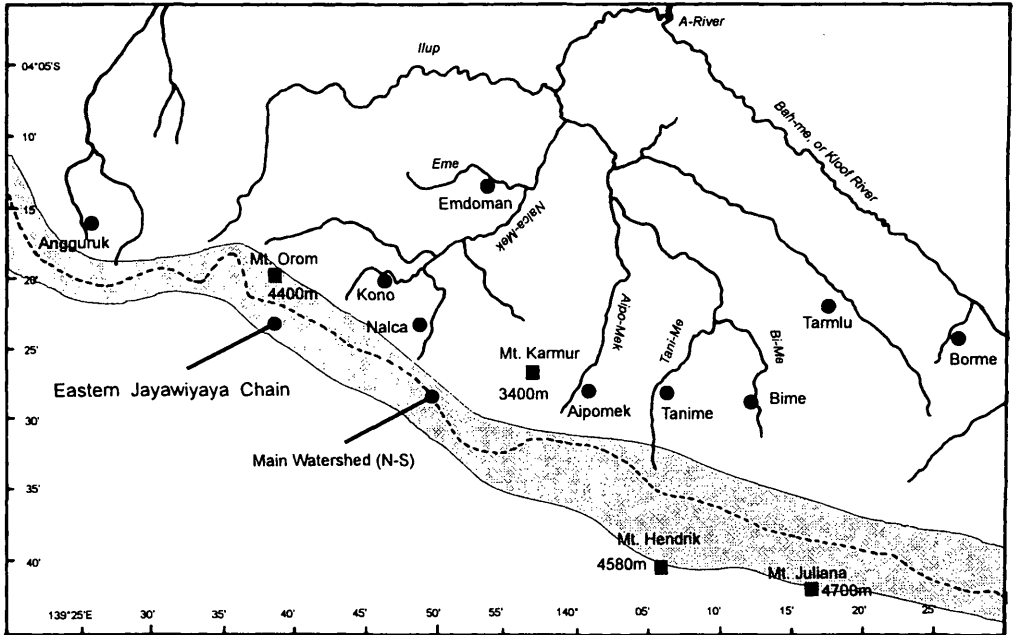 A-River
Ilup
04°05'S
Bah-me, or Kloof River
10'
Eme
Emdoman
Nalca-Mek
15'
Angguruk
Mt. Orom
20'
4400m
Kono
Nalca
Aipo-Mek
Tarmlu
25'
Tani-Me
Bi-Me
Mt. Karmur
3400m
Borme
Eastern Jayawiyaya Chain
Aipomek
Tanime
Bime
30'
Main Watershed (N-S)
35'
Mt. Hendrik
40'
4580m
Mt. Juliana
4700m
139°25'E
30'
35'
40'
45'
50'
55'
140°
05'
10'
15'
20'
25'